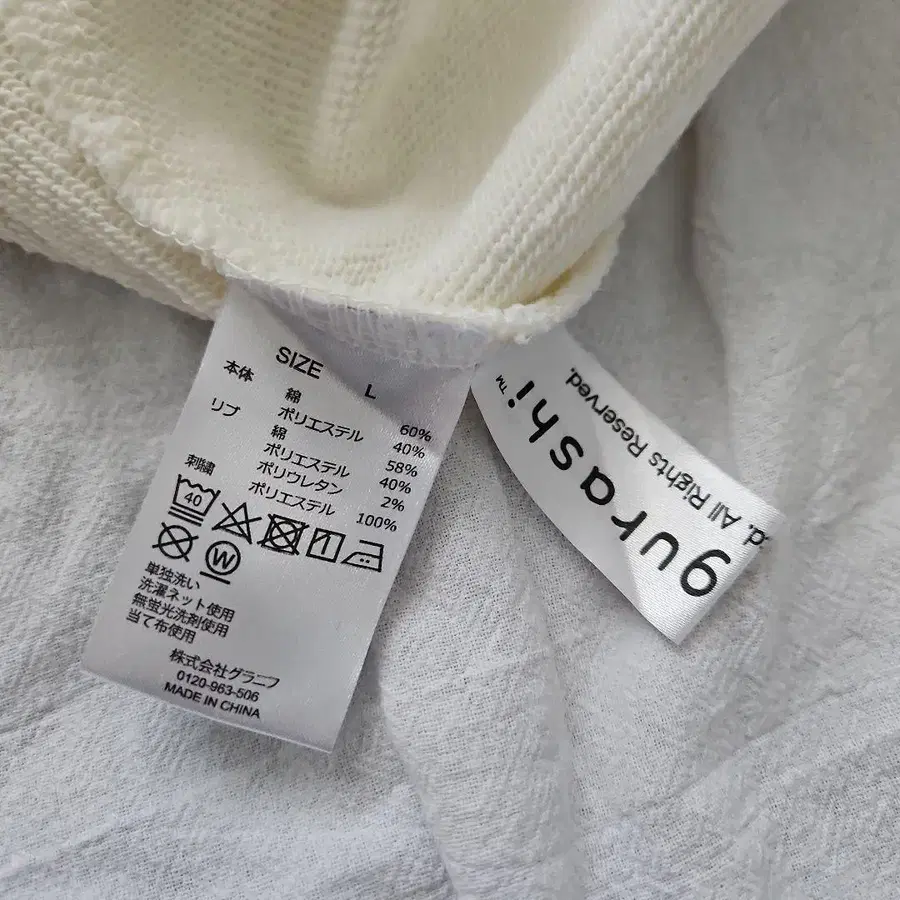 SIZE L
本体 綿 60%
ポリエステル 40%
リブ 綿 58%
ポリエステル 40%
ポリウレタン 2%
刺繍 ポリエステル 100%
40
W
単独洗い
洗濯ネット使用
無蛍光洗剤使用
当て布使用
株式会社グラニフ
0120-963-506
MADE IN CHINA
gurashi™
d. All Rights Reserved.